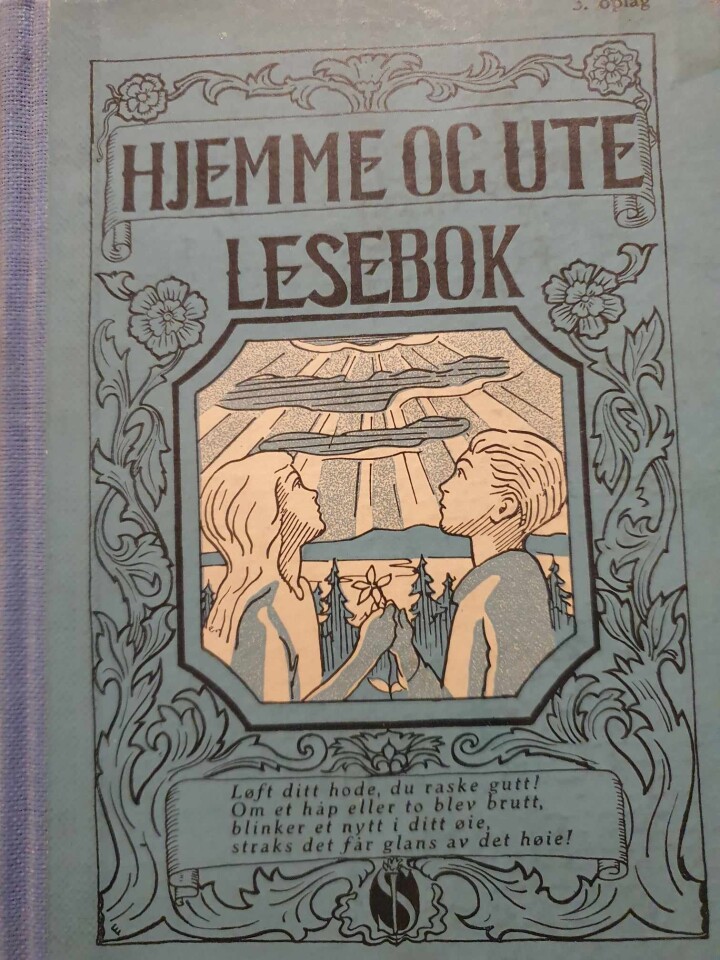 3. oplag
HJEMME OG UTE
LESEBOK
Løft ditt hode, du raske gutt!
Om et håp eller to blev brutt,
blinker et nytt i ditt øie,
straks det får glans av det høie!